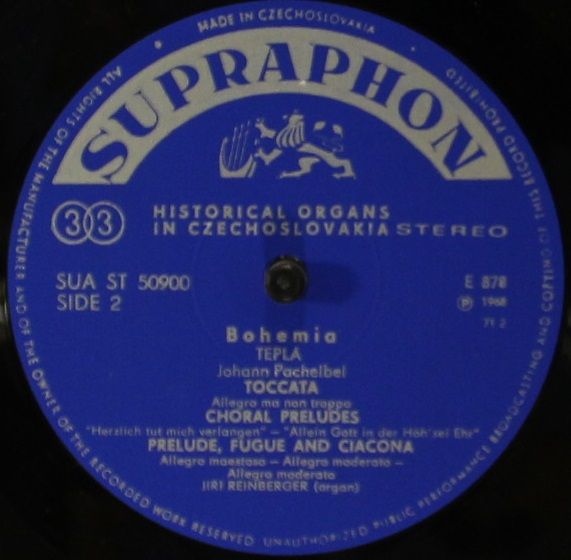 MADE IN CZECHOSLOVAKIA
ALL RIGHTS OF THE MANUFACTURER AND OF THE OWNER OF THE RECORDED WORK RESERVED UNAUTHORIZED PUBLIC PERFORMANCE BROADCASTING AND COPYING OF THIS RECORD PROHIBITED
SUPRAPHON
33
HISTORICAL ORGANS
IN CZECHOSLOVAKIA STEREO
SUA ST 50900 E 878
SIDE 2 Ⓟ 1968
71 2
Bohemia
TEPLÁ
Johann Pachelbel
TOCCATA
Allegro ma non troppo
CHORAL PRELUDES
"Herzlich tut mich verlangen" – "Allein Gott in der Höh' sei Ehr"
PRELUDE, FUGUE AND CIACONA
Allegro maestoso – Allegro moderato –
Allegro moderato
JIŘÍ REINBERGER (organ)